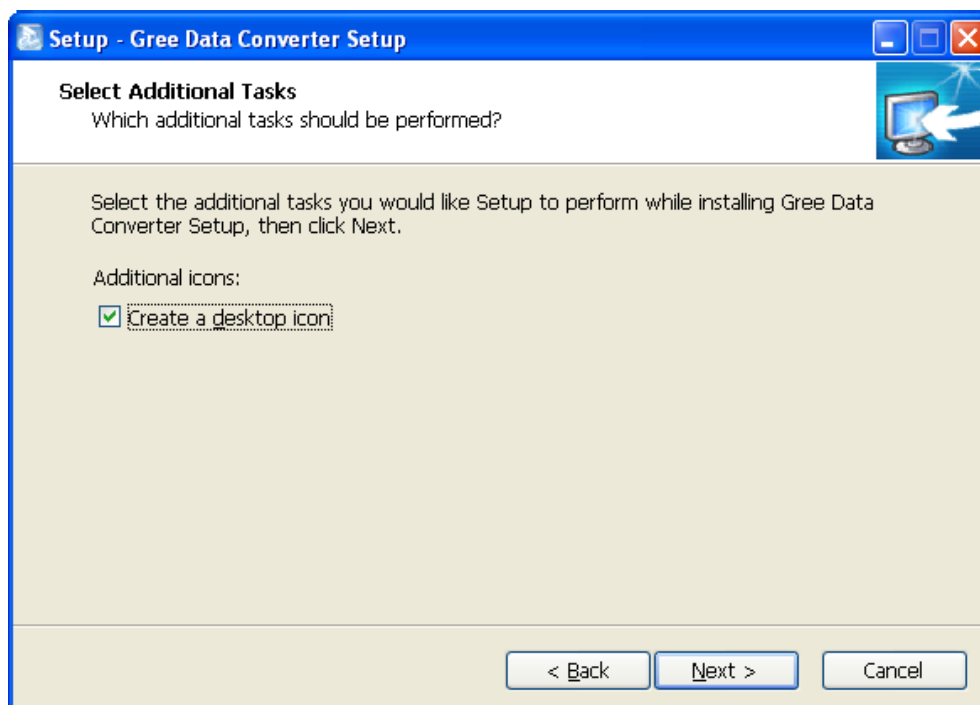 Setup - Gree Data Converter Setup
Select Additional Tasks
Which additional tasks should be performed?
Select the additional tasks you would like Setup to perform while installing Gree Data
Converter Setup, then click Next.
Additional icons:
Create a desktop icon
< Back
Next >
Cancel